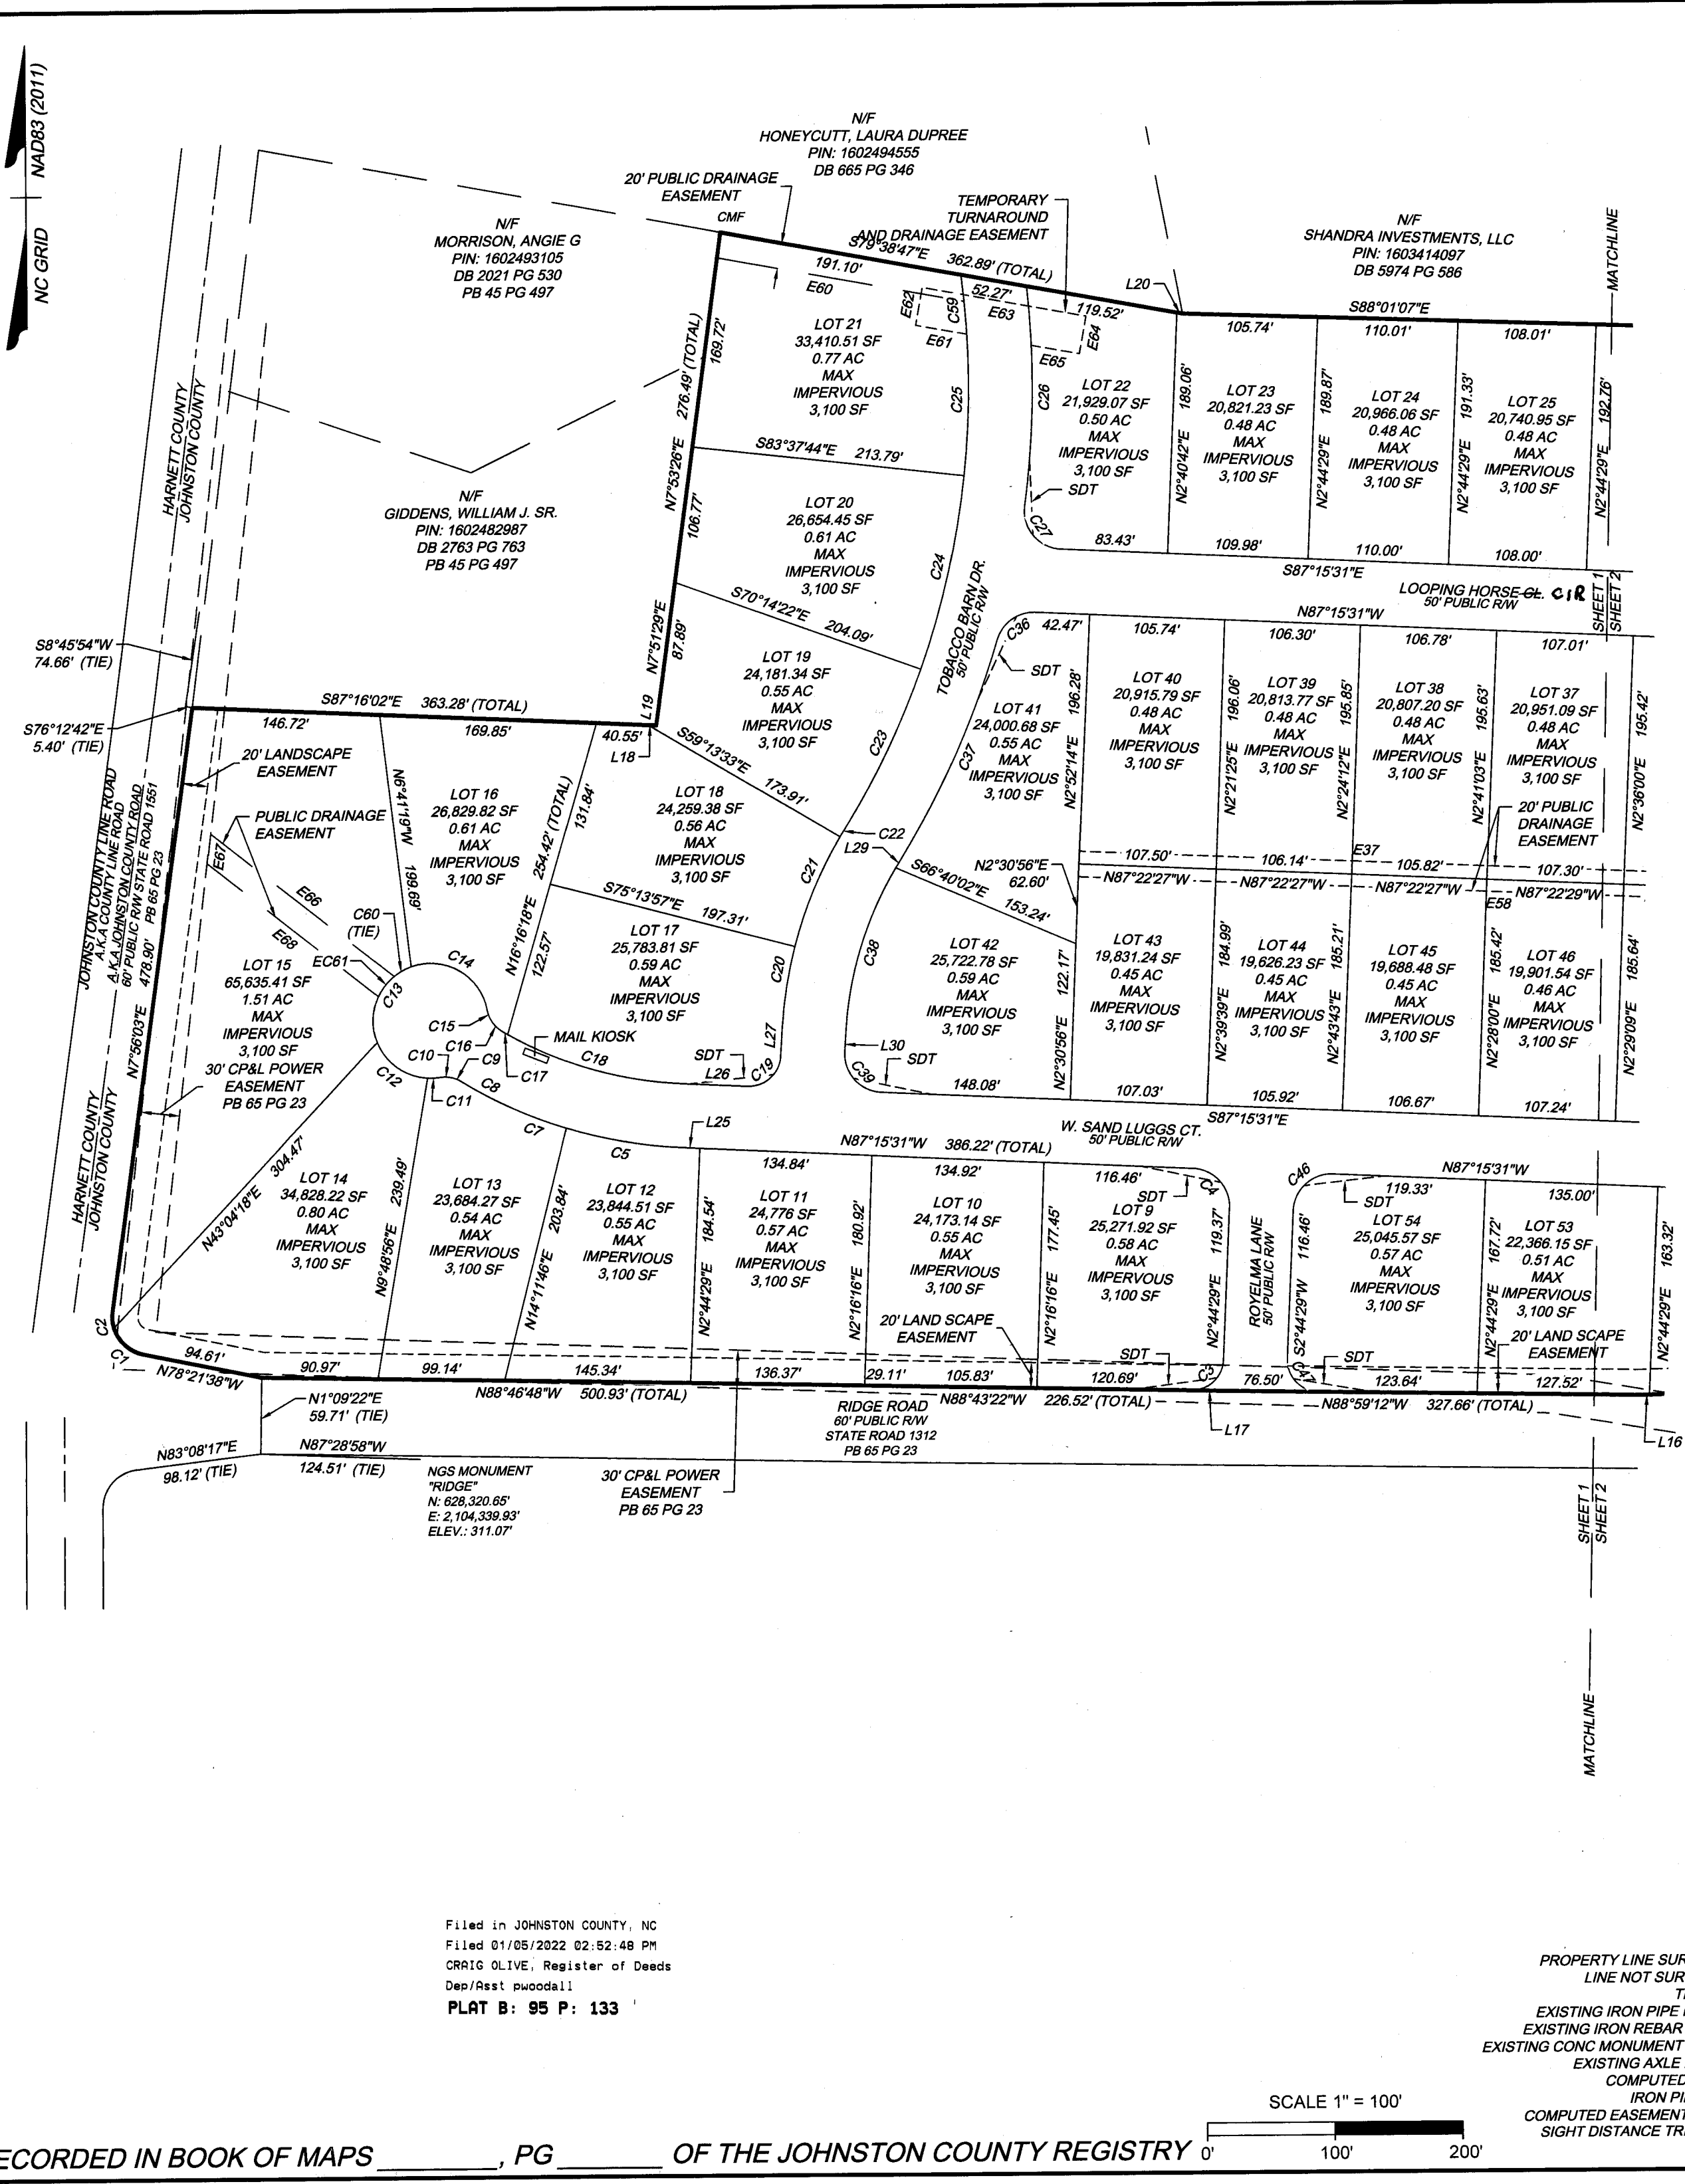 NAD83 (2011)
NC GRID
N/F
HONEYCUTT, LAURA DUPREE
PIN: 1602494555
DB 665 PG 346
20' PUBLIC DRAINAGE
EASEMENT
CMF
TEMPORARY
TURNAROUND
AND DRAINAGE EASEMENT
S79°38'47"E 362.89' (TOTAL)
191.10'
E60
E62
C59
E61
52.27'
E63
119.52'
E64
E65
L20
N/F
SHANDRA INVESTMENTS, LLC
PIN: 1603414097
DB 5974 PG 586
MATCHLINE
S88°01'07"E
105.74'
110.01'
108.01'
N/F
MORRISON, ANGIE G
PIN: 1602493105
DB 2021 PG 530
PB 45 PG 497
N/F
GIDDENS, WILLIAM J. SR.
PIN: 1602482987
DB 2763 PG 763
PB 45 PG 497
HARNETT COUNTY
JOHNSTON COUNTY
N7°53'26"E 276.49' (TOTAL)
169.72'
106.77'
N7°51'29"E
87.89'
LOT 21
33,410.51 SF
0.77 AC
MAX
IMPERVIOUS
3,100 SF
C25
C26
LOT 22
21,929.07 SF
0.50 AC
MAX
IMPERVIOUS
3,100 SF
N2°40'42"E 189.06'
LOT 23
20,821.23 SF
0.48 AC
MAX
IMPERVIOUS
3,100 SF
N2°44'29"E 189.87'
LOT 24
20,966.06 SF
0.48 AC
MAX
IMPERVIOUS
3,100 SF
N2°44'29"E 191.33'
LOT 25
20,740.95 SF
0.48 AC
MAX
IMPERVIOUS
3,100 SF
N2°44'29"E 192.76'
S83°37'44"E 213.79'
SDT
C27
83.43'
109.98'
110.00'
108.00'
S87°15'31"E
LOOPING HORSE CL. CIR
50' PUBLIC R/W
SHEET 1
SHEET 2
LOT 20
26,654.45 SF
0.61 AC
MAX
IMPERVIOUS
3,100 SF
C24
S70°14'22"E 204.09'
TOBACCO BARN DR.
50' PUBLIC R/W
N87°15'31"W
C36
42.47'
105.74'
106.30'
106.78'
107.01'
SDT
S8°45'54"W
74.66' (TIE)
S76°12'42"E
5.40' (TIE)
S87°16'02"E 363.28' (TOTAL)
146.72'
169.85'
40.55'
L19
L18
LOT 19
24,181.34 SF
0.55 AC
MAX
IMPERVIOUS
3,100 SF
C23
S59°13'33"E 173.91'
C37
LOT 41
24,000.68 SF
0.55 AC
MAX
IMPERVIOUS
3,100 SF
N2°52'14"E 196.28'
LOT 40
20,915.79 SF
0.48 AC
MAX
IMPERVIOUS
3,100 SF
N2°21'25"E 196.06'
LOT 39
20,813.77 SF
0.48 AC
MAX
IMPERVIOUS
3,100 SF
N2°24'12"E 195.85'
LOT 38
20,807.20 SF
0.48 AC
MAX
IMPERVIOUS
3,100 SF
N2°41'03"E 195.63'
LOT 37
20,951.09 SF
0.48 AC
MAX
IMPERVIOUS
3,100 SF
N2°36'00"E 195.42'
20' LANDSCAPE
EASEMENT
PUBLIC DRAINAGE
EASEMENT
JOHNSTON COUNTY LINE ROAD
A.K.A COUNTY LINE ROAD
A.K.A JOHNSTON COUNTY ROAD
60' PUBLIC R/W STATE ROAD 1551
PB 65 PG 23
N7°56'03"E 478.90'
E67
E66
E68
N6°41'19"W 199.69'
LOT 16
26,829.82 SF
0.61 AC
MAX
IMPERVIOUS
3,100 SF
N16°16'18"E 254.42' (TOTAL)
131.84'
122.57'
LOT 18
24,259.38 SF
0.56 AC
MAX
IMPERVIOUS
3,100 SF
C22
L29
C21
S66°40'02"E 153.24'
N2°30'56"E
62.60'
20' PUBLIC
DRAINAGE
EASEMENT
107.50'
106.14'
E37
105.82'
107.30'
N87°22'27"W
N87°22'27"W
N87°22'27"W
N87°22'29"W
E58
S75°13'57"E 197.31'
C60
(TIE)
EC61
C14
C13
LOT 15
65,635.41 SF
1.51 AC
MAX
IMPERVIOUS
3,100 SF
LOT 17
25,783.81 SF
0.59 AC
MAX
IMPERVIOUS
3,100 SF
C20
C38
LOT 42
25,722.78 SF
0.59 AC
MAX
IMPERVIOUS
3,100 SF
N2°30'56"E 122.17'
LOT 43
19,831.24 SF
0.45 AC
MAX
IMPERVIOUS
3,100 SF
N2°39'39"E 184.99'
LOT 44
19,626.23 SF
0.45 AC
MAX
IMPERVIOUS
3,100 SF
N2°43'43"E 185.21'
LOT 45
19,688.48 SF
0.45 AC
MAX
IMPERVIOUS
3,100 SF
N2°28'00"E 185.42'
LOT 46
19,901.54 SF
0.46 AC
MAX
IMPERVIOUS
3,100 SF
N2°29'09"E 185.64'
C15
C16
C10
C9
C17
MAIL KIOSK
C18
SDT
L26
C19
L27
L30
SDT
C39
148.08'
107.03'
105.92'
106.67'
107.24'
30' CP&L POWER
EASEMENT
PB 65 PG 23
C12
C11
C8
C7
C5
L25
N87°15'31"W 386.22' (TOTAL)
W. SAND LUGGS CT.
50' PUBLIC R/W
S87°15'31"E
HARNETT COUNTY
JOHNSTON COUNTY
N43°04'18"E 304.47'
LOT 14
34,828.22 SF
0.80 AC
MAX
IMPERVIOUS
3,100 SF
N9°48'56"E 239.49'
LOT 13
23,684.27 SF
0.54 AC
MAX
IMPERVIOUS
3,100 SF
N14°11'46"E 203.84'
LOT 12
23,844.51 SF
0.55 AC
MAX
IMPERVIOUS
3,100 SF
N2°44'29"E 184.54'
134.84'
LOT 11
24,776 SF
0.57 AC
MAX
IMPERVIOUS
3,100 SF
N2°16'16"E 180.92'
134.92'
LOT 10
24,173.14 SF
0.55 AC
MAX
IMPERVIOUS
3,100 SF
N2°16'16"E 177.45'
116.46'
SDT
C4
LOT 9
25,271.92 SF
0.58 AC
MAX
IMPERVOUS
3,100 SF
N2°44'29"E 119.37'
ROYELMA LANE
50' PUBLIC R/W
S2°44'29"W 116.46'
C46
N87°15'31"W
119.33'
135.00'
SDT
LOT 54
25,045.57 SF
0.57 AC
MAX
IMPERVIOUS
3,100 SF
N2°44'29"E 167.72'
LOT 53
22,366.15 SF
0.51 AC
MAX
IMPERVIOUS
3,100 SF
N2°44'29"E 163.32'
20' LAND SCAPE
EASEMENT
20' LAND SCAPE
EASEMENT
C2
C1
94.61'
N78°21'38"W
90.97'
99.14'
145.34'
136.37'
29.11'
105.83'
SDT
120.69'
C3
76.50'
C47
SDT
123.64'
127.52'
N88°46'48"W 500.93' (TOTAL)
N88°43'22"W 226.52' (TOTAL)
N88°59'12"W 327.66' (TOTAL)
L17
L16
N1°09'22"E
59.71' (TIE)
N83°08'17"E
98.12' (TIE)
N87°28'58"W
124.51' (TIE)
RIDGE ROAD
60' PUBLIC R/W
STATE ROAD 1312
PB 65 PG 23
NGS MONUMENT
"RIDGE"
N: 628,320.65'
E: 2,104,339.93'
ELEV.: 311.07'
30' CP&L POWER
EASEMENT
PB 65 PG 23
SHEET 1
SHEET 2
MATCHLINE
Filed in JOHNSTON COUNTY, NC
Filed 01/05/2022 02:52:48 PM
CRAIG OLIVE, Register of Deeds
Dep/Asst pwoodall
PLAT B: 95 P: 133
PROPERTY LINE SUR
LINE NOT SUR
EXISTING IRON PIPE
EXISTING IRON REBAR
EXISTING CONC MONUMENT
EXISTING AXLE
COMPUTED
IRON PI
COMPUTED EASEMENT
SIGHT DISTANCE TR
SCALE 1" = 100'
0' 100' 200'
ECORDED IN BOOK OF MAPS ________, PG ________ OF THE JOHNSTON COUNTY REGISTRY